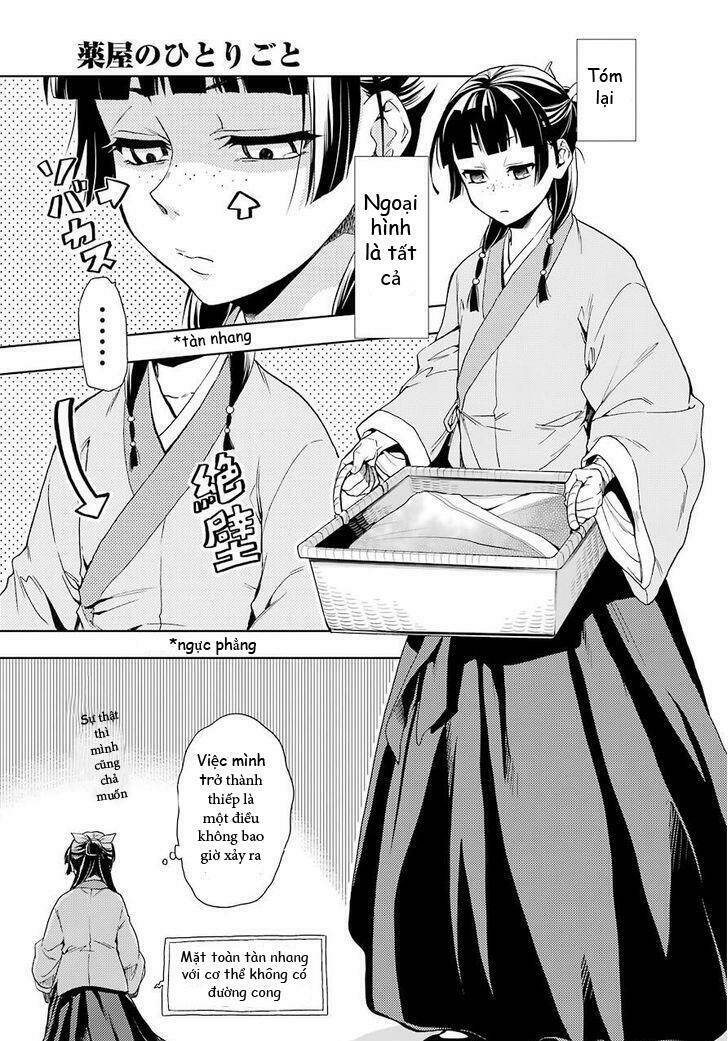 薬屋のひとりごと
Tóm
lại
Ngoại
hình
là tất
cả
ソバカス
……
*tàn nhang
絶壁
*ngực phẳng
Việc mình
trở thành
thiếp là
một điều
không bao
giờ xảy ra
Sự thật
thì
mình
cũng
chả
muốn
Mặt toàn tàn nhang
với cơ thể không có
đường cong